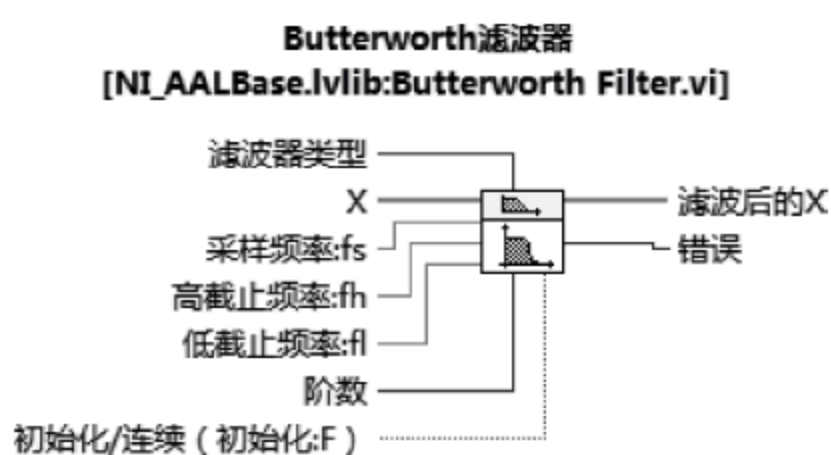 Butterworth滤波器
[NI_AALBase.lvlib:Butterworth Filter.vi]
滤波器类型
X
采样频率:fs
高截止频率:fh
低截止频率:fl
阶数
初始化/连续(初始化:F)
滤波后的X
错误